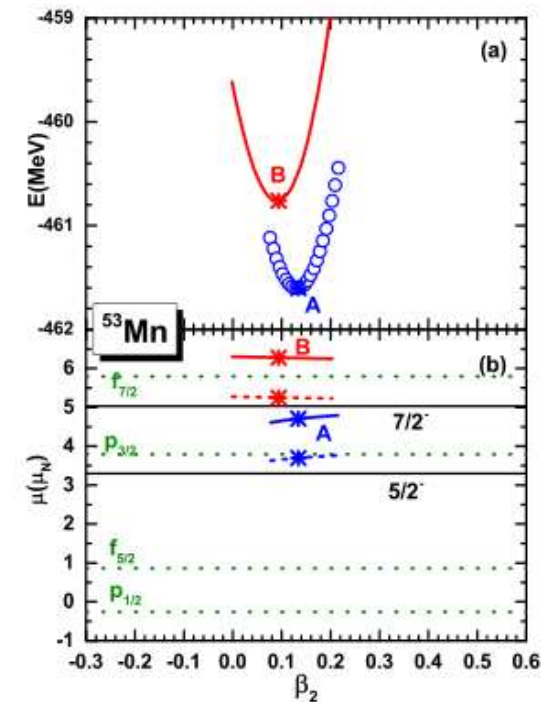 -459
(a)
-460
E(MeV)
B
-461
A
-462
⁵³Mn
B
(b)
6
f₇/₂
5
7/2⁻
A
4
p₃/₂
μ(μ_N)
3
5/2⁻
2
f₅/₂
1
p₁/₂
0
-1
-0.3 -0.2 -0.1 0.0 0.1 0.2 0.3 0.4 0.5 0.6
β₂